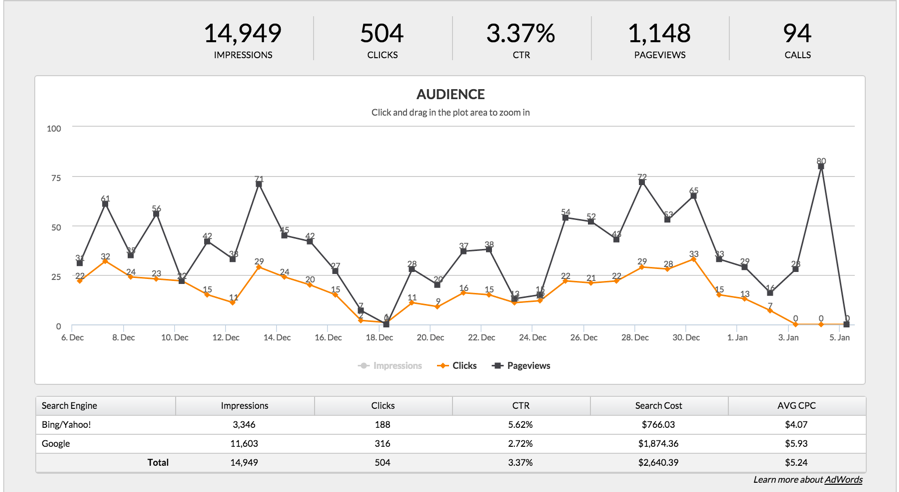 14,949 504 3.37% 1,148 94
IMPRESSIONS CLICKS CTR PAGEVIEWS CALLS
AUDIENCE
Click and drag in the plot area to zoom in
100
75
50
25
0
31 61 35 56 22 42 33 71 45 42 27 7 28 20 37 38 13 15 54 52 43 72 53 65 33 29 16 28 80 0
22 32 24 23 15 11 29 24 20 15 2 11 9 16 15 22 21 22 29 28 33 15 13 7 0 0
6. Dec 8. Dec 10. Dec 12. Dec 14. Dec 16. Dec 18. Dec 20. Dec 22. Dec 24. Dec 26. Dec 28. Dec 30. Dec 1. Jan 3. Jan 5. Jan
Impressions Clicks Pageviews
Search Engine Impressions Clicks CTR Search Cost AVG CPC
Bing/Yahoo! 3,346 188 5.62% $766.03 $4.07
Google 11,603 316 2.72% $1,874.36 $5.93
Total 14,949 504 3.37% $2,640.39 $5.24
Learn more about AdWords